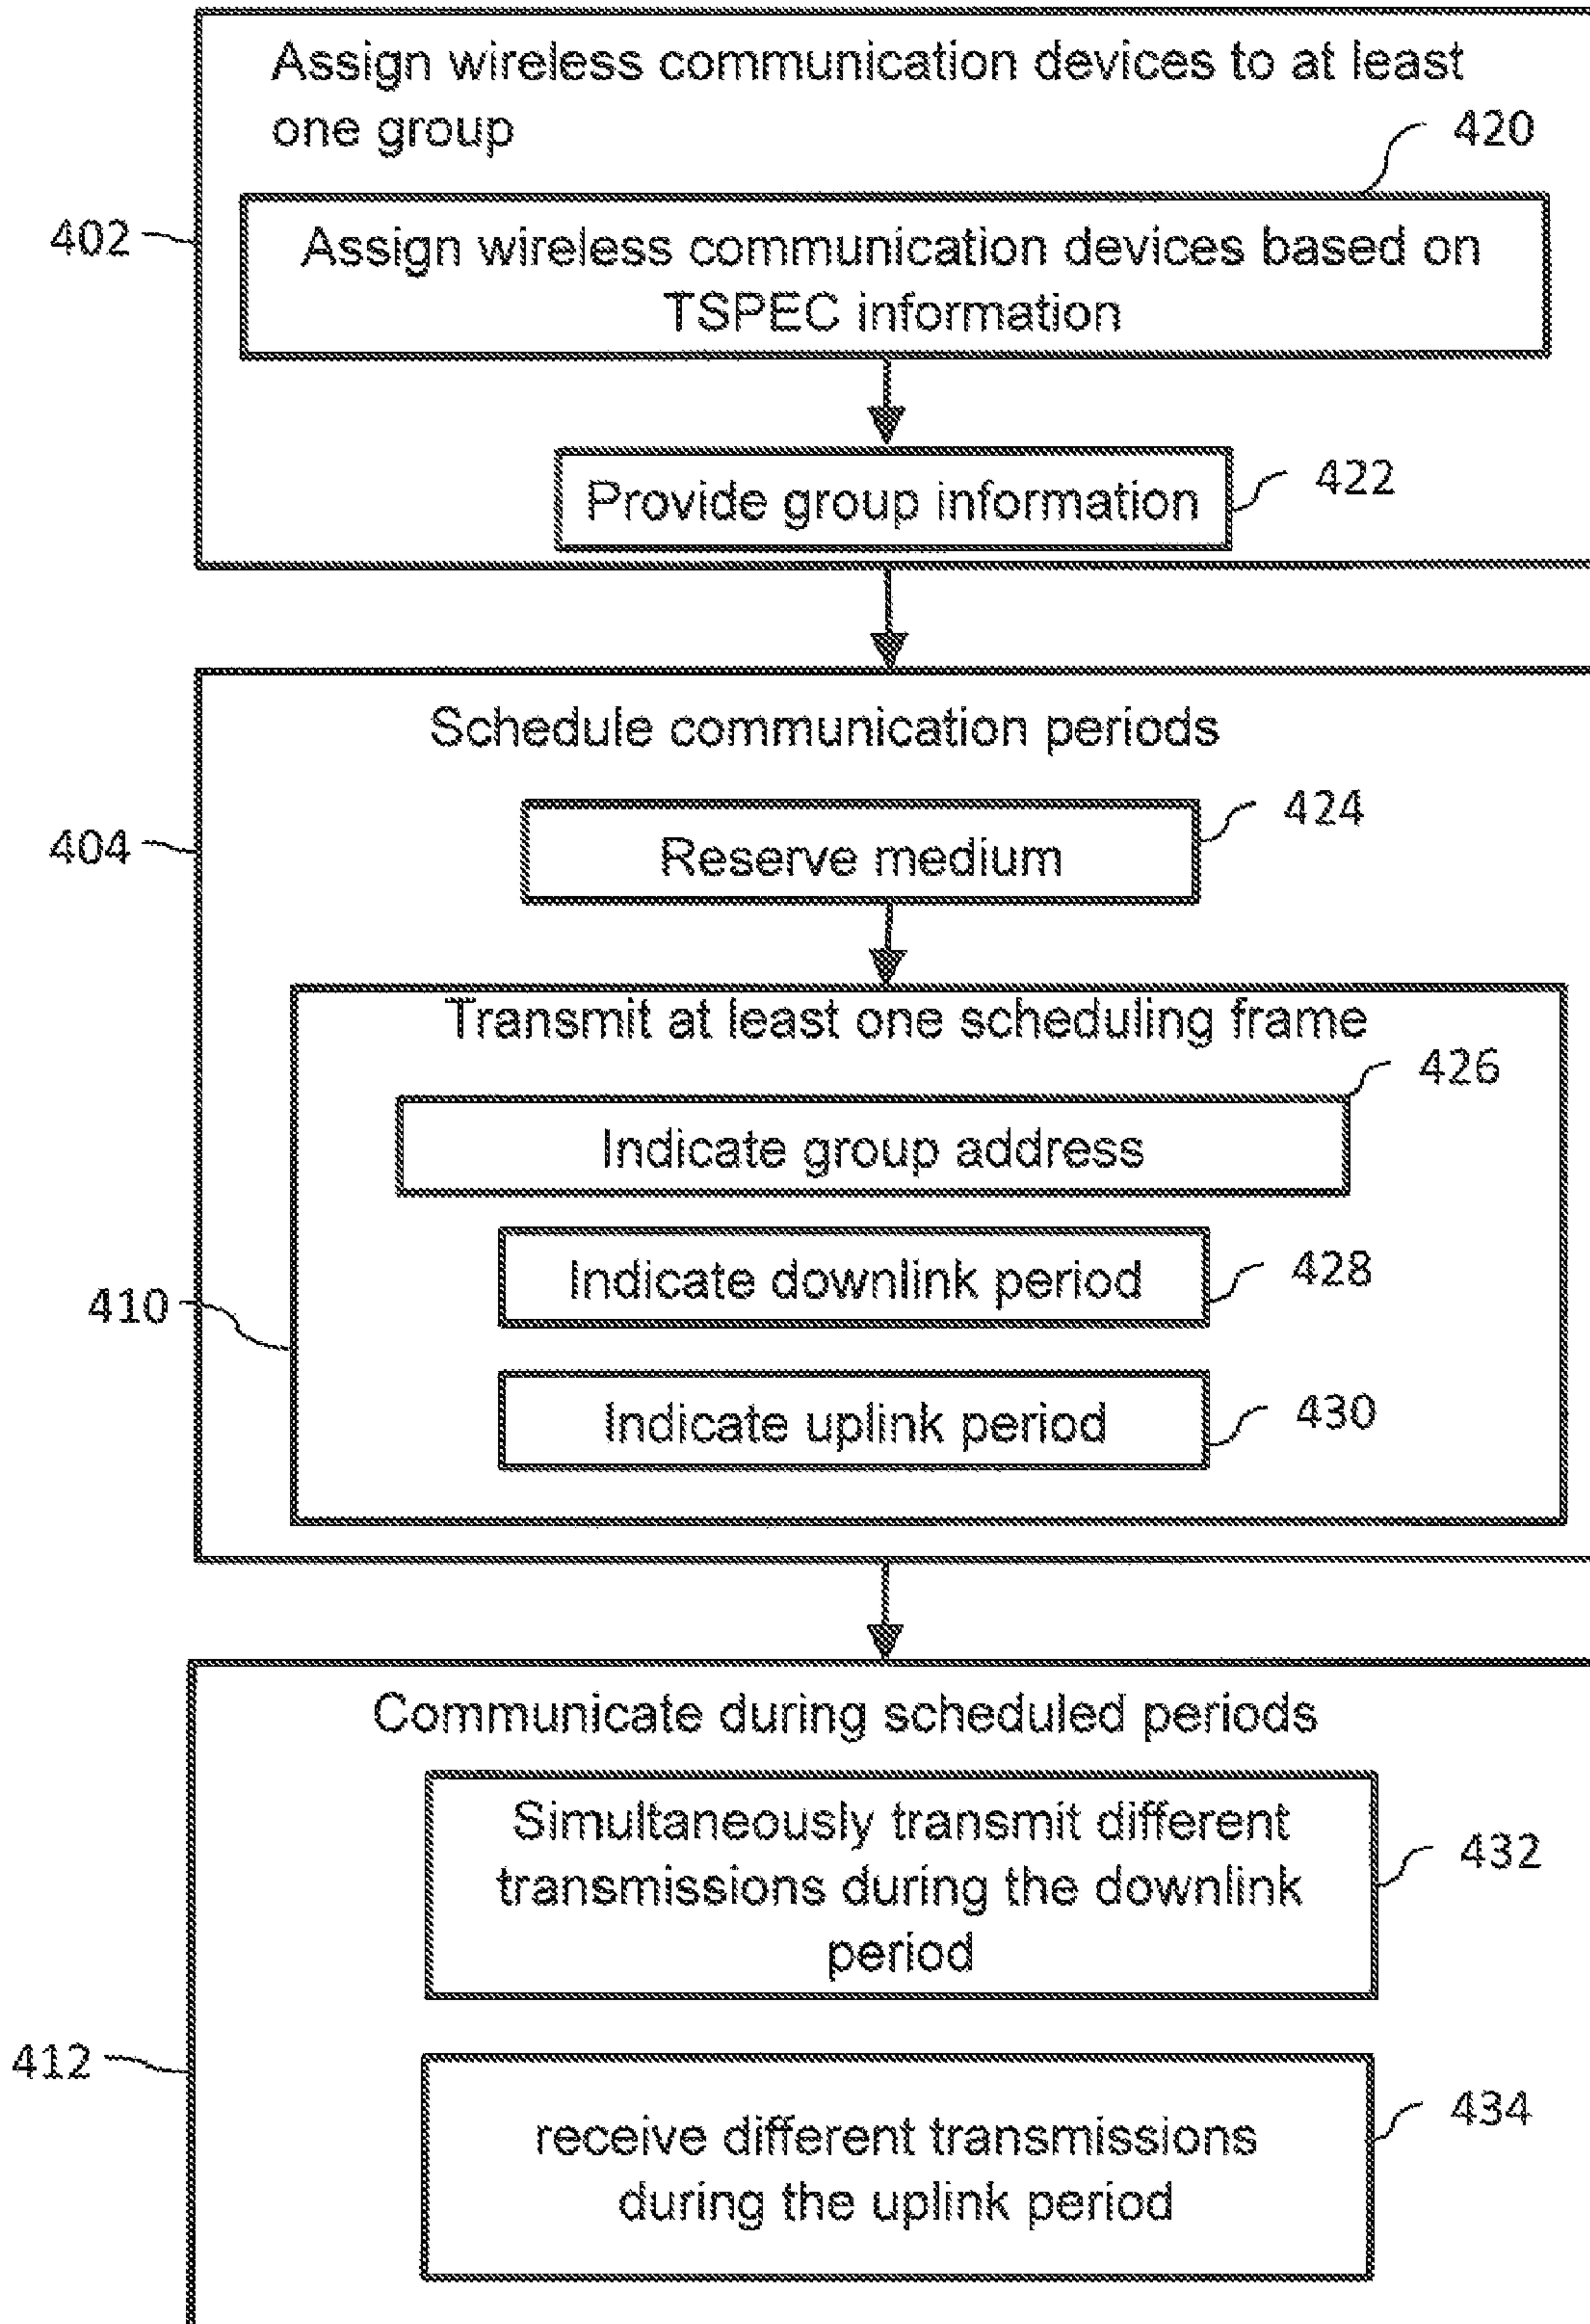 Assign wireless communication devices to at least
one group
420
402
Assign wireless communication devices based on
TSPEC information
Provide group information
422
Schedule communication periods
424
404
Reserve medium
Transmit at least one scheduling frame
426
Indicate group address
Indicate downlink period
428
410
Indicate uplink period
430
Communicate during scheduled periods
Simultaneously transmit different
transmissions during the downlink
period
432
412
receive different transmissions
during the uplink period
434